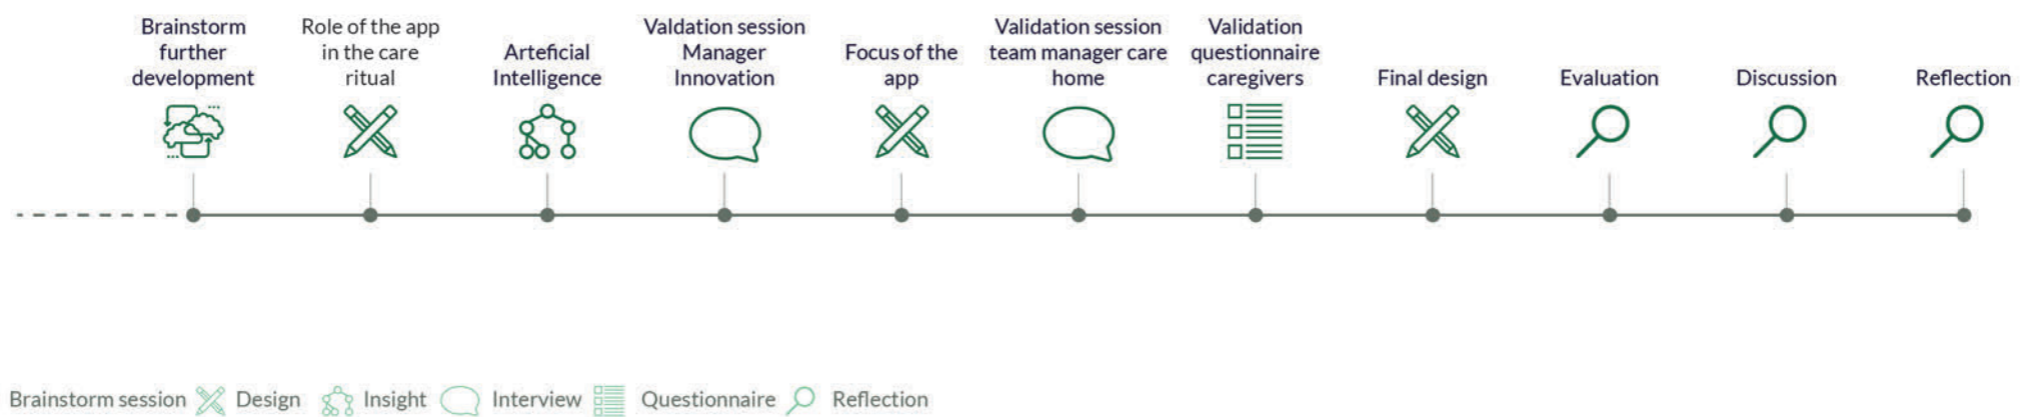 Brainstorm
further
development
Role of the app
in the care
ritual
Arteficial
Intelligence
Valdation session
Manager
Innovation
Focus of the
app
Validation session
team manager care
home
Validation
questionnaire
caregivers
Final design
Evaluation
Discussion
Reflection
Brainstorm session Design Insight Interview Questionnaire Reflection